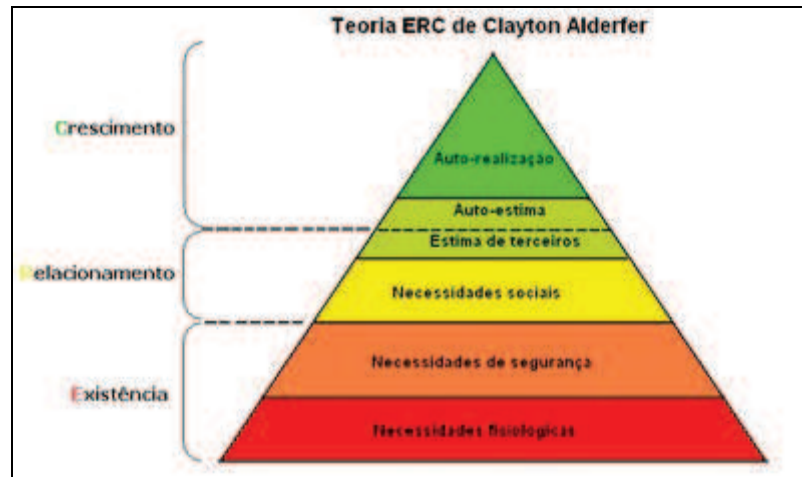 Teoria ERC de Clayton Alderfer
Crescimento
Auto-realização
Auto-estima
Estima de terceiros
Relacionamento
Necessidades sociais
Necessidades de segurança
Existência
Necessidades fisiologicas